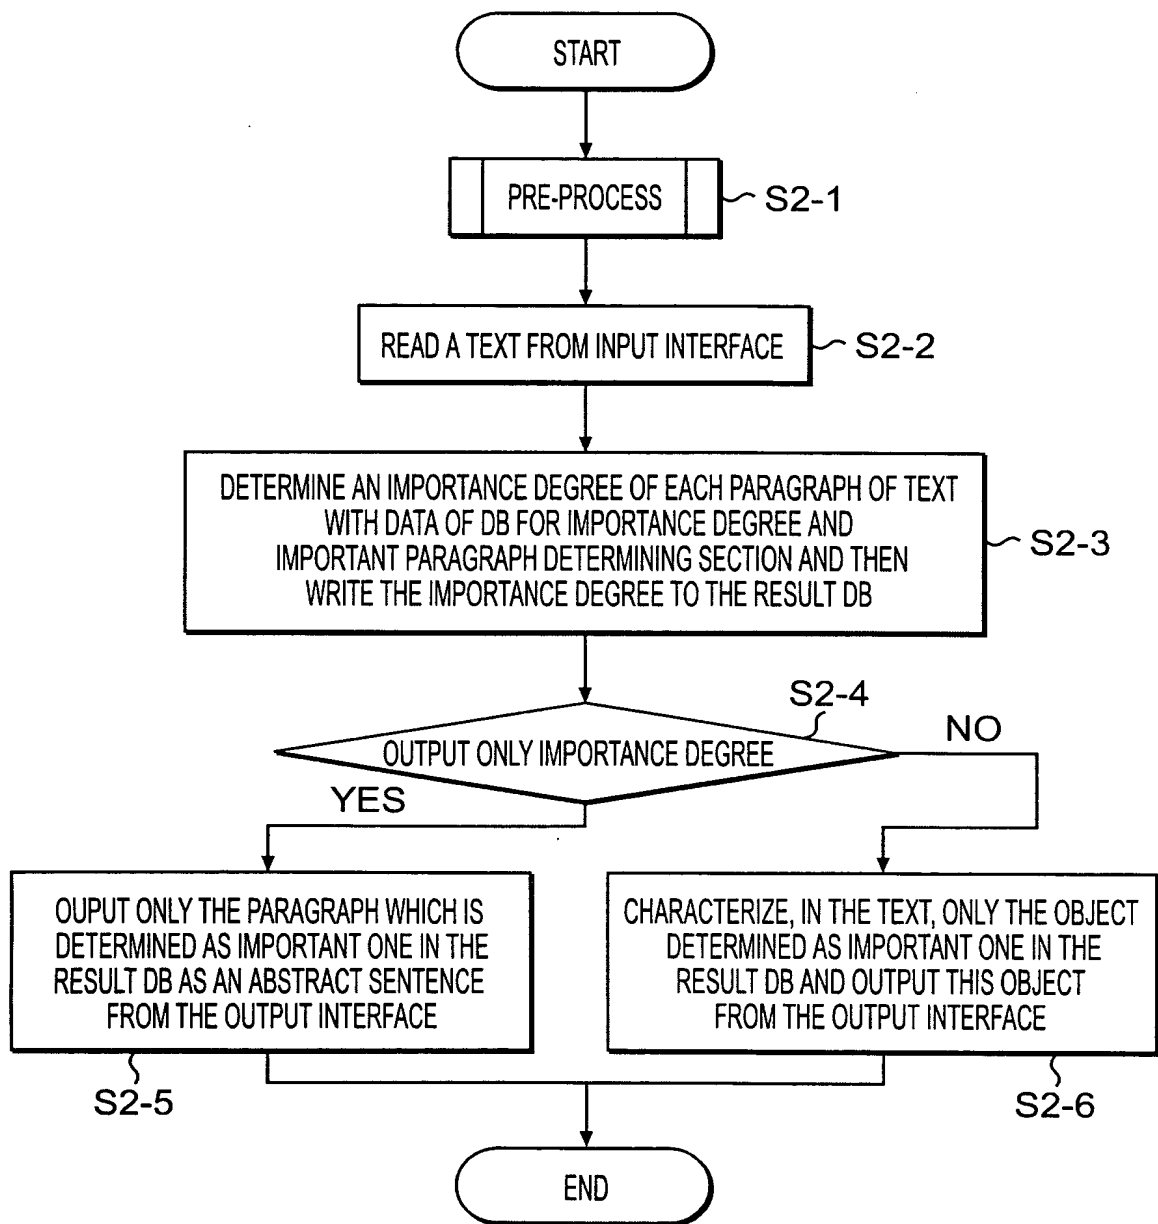 START
PRE-PROCESS
S2-1
READ A TEXT FROM INPUT INTERFACE
S2-2
DETERMINE AN IMPORTANCE DEGREE OF EACH PARAGRAPH OF TEXT
WITH DATA OF DB FOR IMPORTANCE DEGREE AND
IMPORTANT PARAGRAPH DETERMINING SECTION AND THEN
WRITE THE IMPORTANCE DEGREE TO THE RESULT DB
S2-3
S2-4
OUTPUT ONLY IMPORTANCE DEGREE
NO
YES
OUPUT ONLY THE PARAGRAPH WHICH IS
DETERMINED AS IMPORTANT ONE IN THE
RESULT DB AS AN ABSTRACT SENTENCE
FROM THE OUTPUT INTERFACE
S2-5
CHARACTERIZE, IN THE TEXT, ONLY THE OBJECT
DETERMINED AS IMPORTANT ONE IN THE
RESULT DB AND OUTPUT THIS OBJECT
FROM THE OUTPUT INTERFACE
S2-6
END